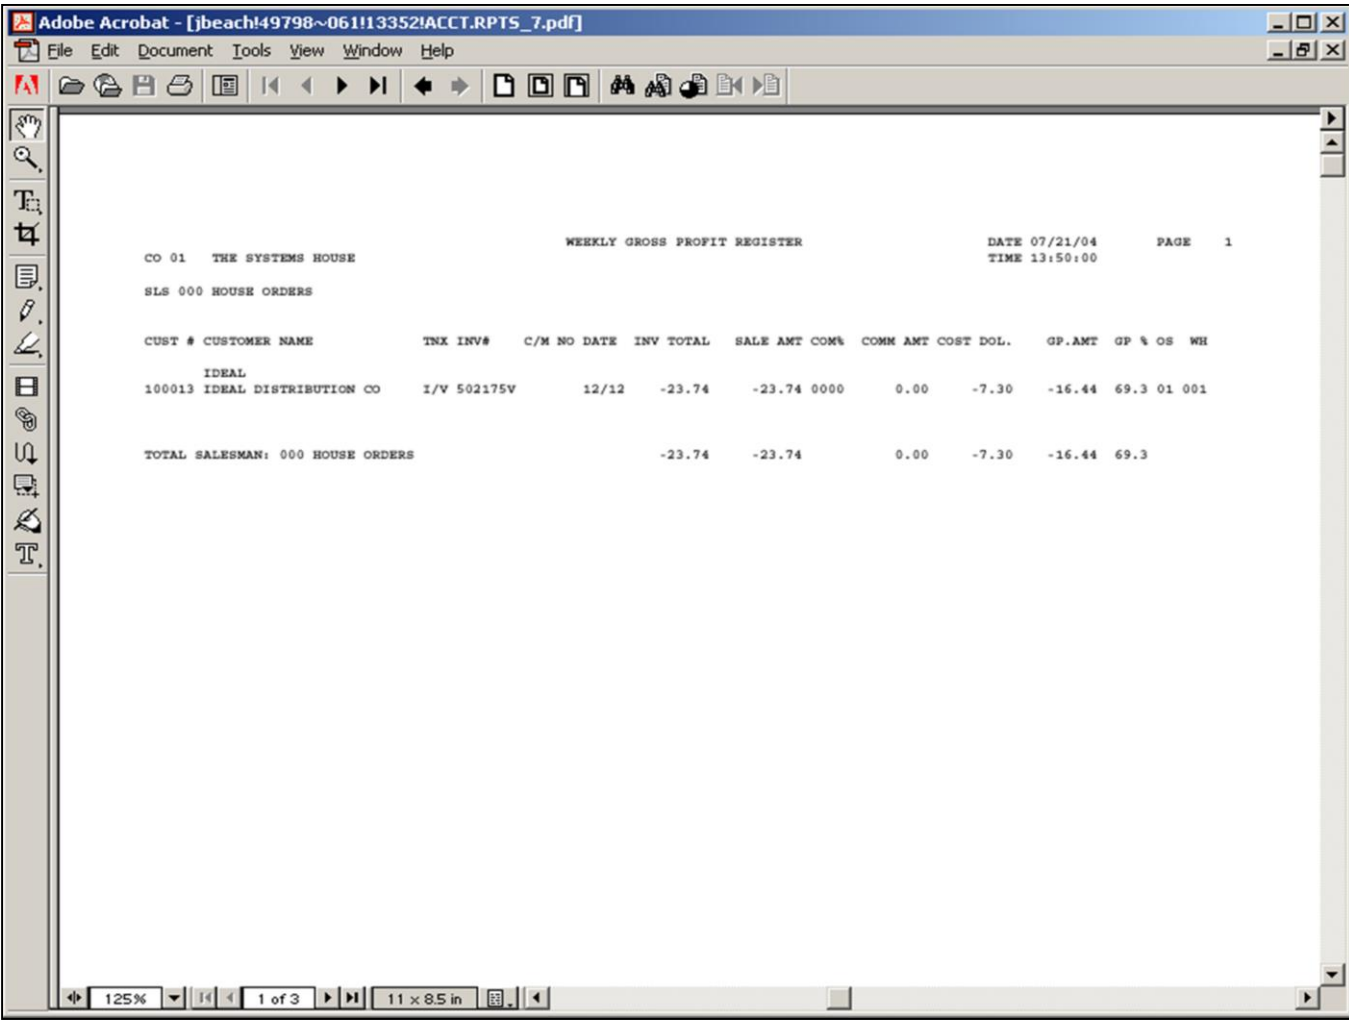 Adobe Acrobat - [jbeach!49798~061!13352!ACCT.RPTS_7.pdf]
File Edit Document Tools View Window Help
WEEKLY GROSS PROFIT REGISTER DATE 07/21/04 PAGE 1
CO 01 THE SYSTEMS HOUSE TIME 13:50:00
SLS 000 HOUSE ORDERS
CUST # CUSTOMER NAME TNX INV# C/M NO DATE INV TOTAL SALE AMT COM% COMM AMT COST DOL. GP.AMT GP % OS WH
IDEAL
100013 IDEAL DISTRIBUTION CO I/V 502175V 12/12 -23.74 -23.74 0000 0.00 -7.30 -16.44 69.3 01 001
TOTAL SALESMAN: 000 HOUSE ORDERS -23.74 -23.74 0.00 -7.30 -16.44 69.3
125% 1 of 3 11 x 8.5 in